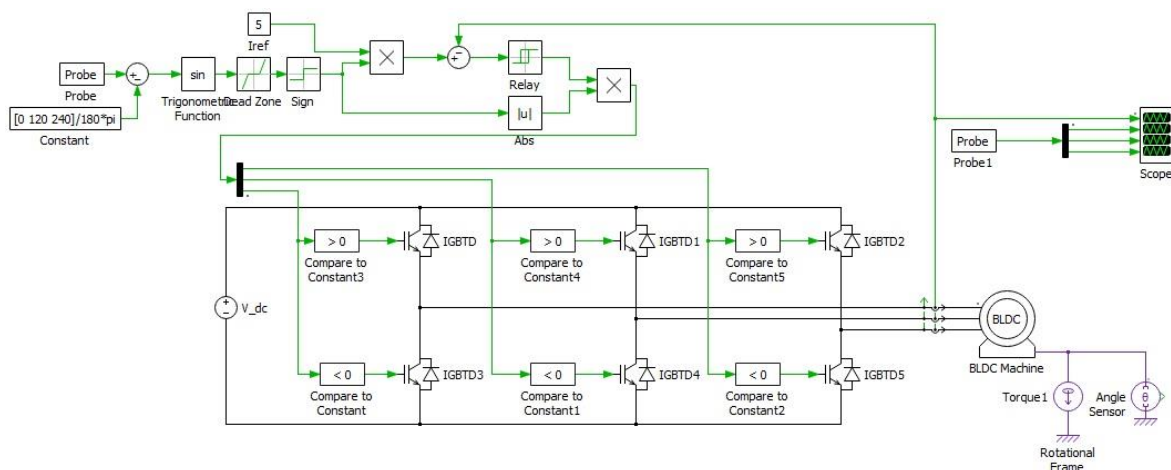 5
Iref
Probe
Probe
+
−
sin
Trigonometric
Function
Dead Zone
Sign
+
−
Relay
|u|
Abs
[0 120 240]/180*pi
Constant
Probe
Probe1
Scope
> 0
Compare to
Constant3
IGBTD
> 0
Compare to
Constant4
IGBTD1
> 0
Compare to
Constant5
IGBTD2
V_dc
BLDC
BLDC Machine
< 0
Compare to
Constant
IGBTD3
< 0
Compare to
Constant1
IGBTD4
< 0
Compare to
Constant2
IGBTD5
Torque1
Angle
Sensor
θ
Rotational
Frame